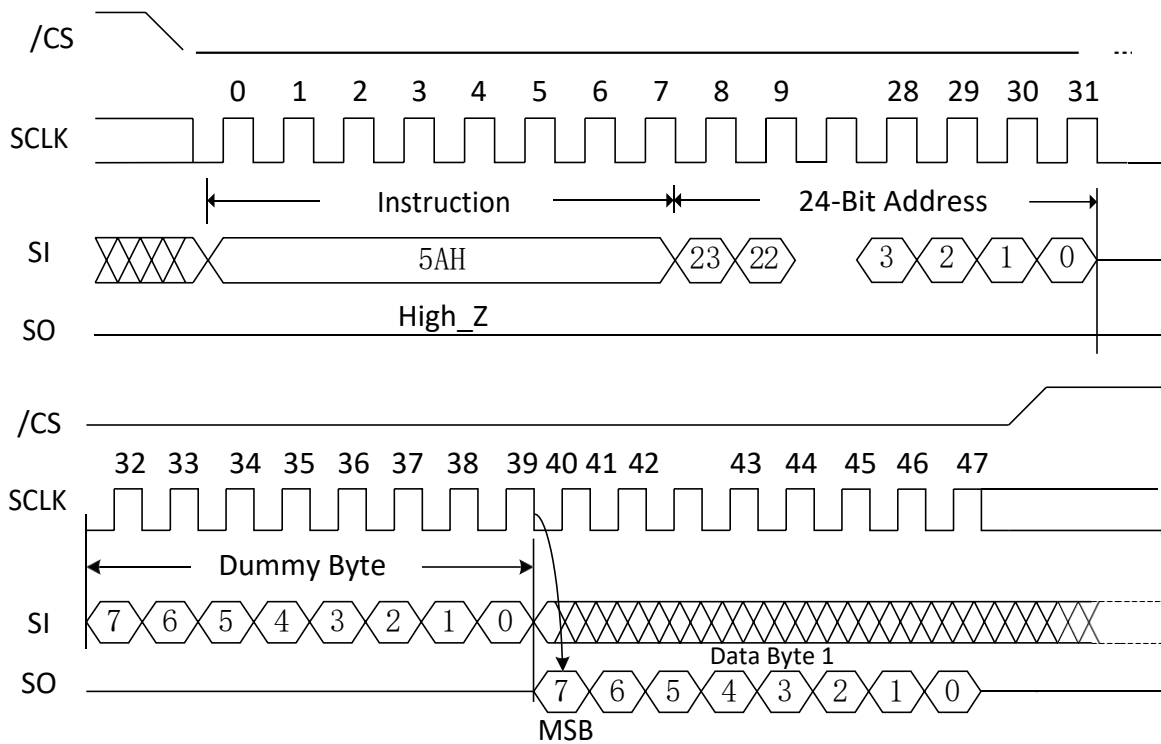 /CS
0 1 2 3 4 5 6 7 8 9 28 29 30 31
SCLK
Instruction 24-Bit Address
SI 5AH 23 22 3 2 1 0
High_Z
SO
/CS
32 33 34 35 36 37 38 39 40 41 42 43 44 45 46 47
SCLK
Dummy Byte
SI 7 6 5 4 3 2 1 0
Data Byte 1
SO 7 6 5 4 3 2 1 0
MSB